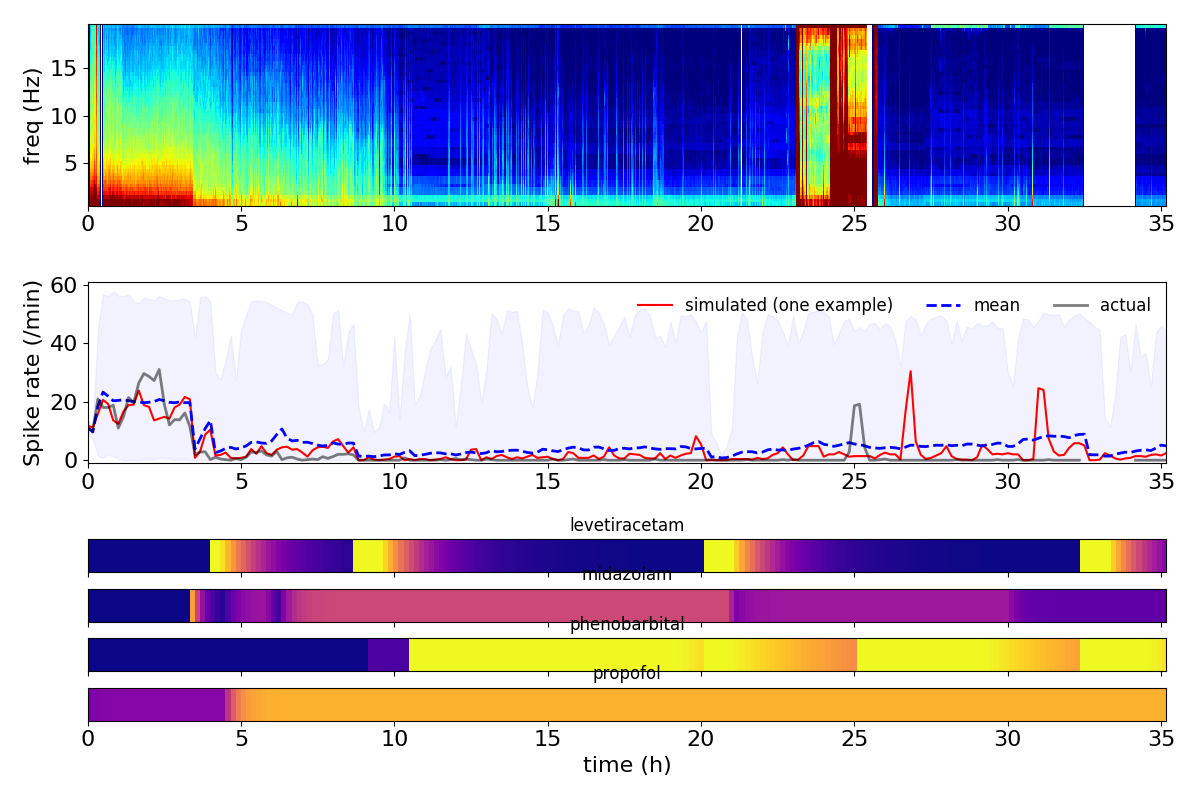 freq (Hz)
15
10
5
0 5 10 15 20 25 30 35
Spike rate (/min)
60
40
20
0
simulated (one example) mean actual
0 5 10 15 20 25 30 35
levetiracetam
midazolam
phenobarbital
propofol
0 5 10 15 20 25 30 35
time (h)